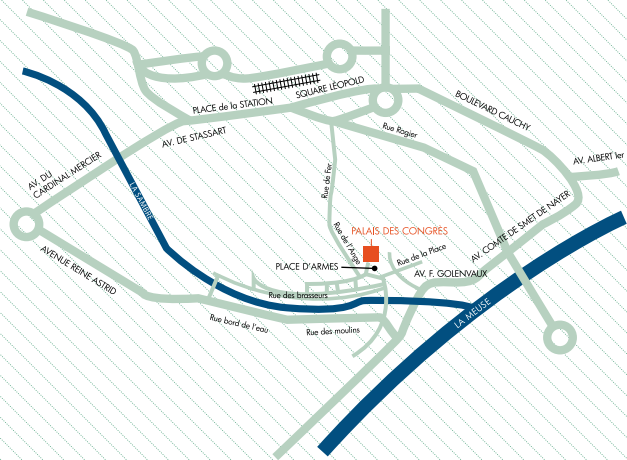 SQUARE LÉOPOLD
PLACE de la STATION
BOULEVARD CAUCHY
AV. DE STASSART
Rue Rogier
AV. ALBERT Ier
AV. DU
CARDINAL MERCIER
Rue de Fer
LA SAMBRE
AV. COMTE DE SMET DE NAYER
Rue de l'Ange
PALAIS DES CONGRÈS
Rue de la Place
PLACE D'ARMES
AV. F. GOLENVAUX
AVENUE REINE ASTRID
Rue des brasseurs
LA MEUSE
Rue bord de l'eau
Rue des moulins